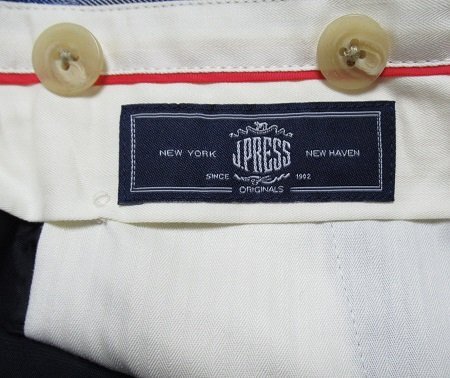 NEW YORK J.PRESS NEW HAVEN
SINCE 1902
ORIGINALS